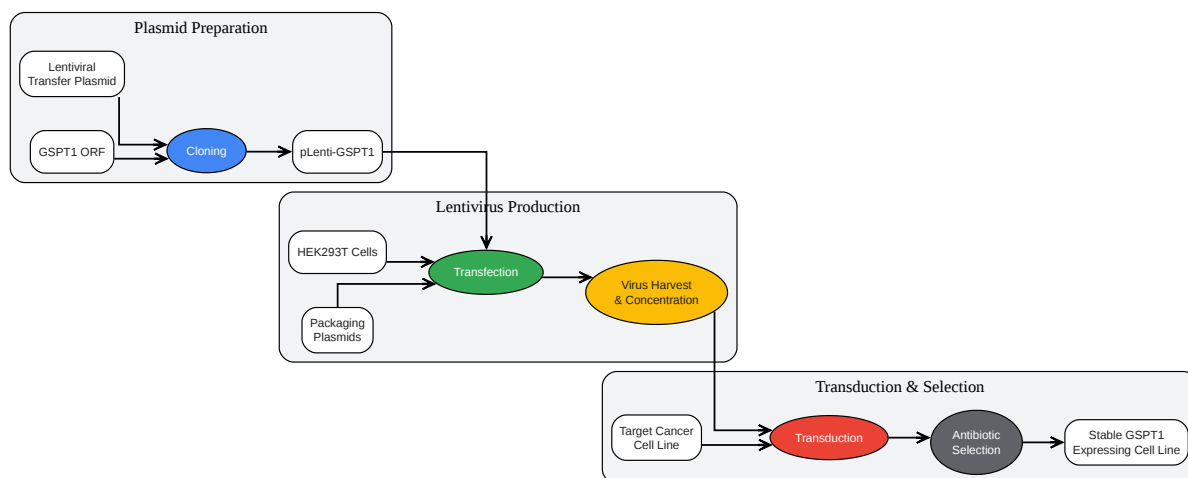 Plasmid Preparation
Lentiviral
Transfer Plasmid
GSPT1 ORF
Cloning
pLenti-GSPT1
Lentivirus Production
HEK293T Cells
Transfection
Packaging
Plasmids
Virus Harvest
& Concentration
Transduction & Selection
Target Cancer
Cell Line
Transduction
Antibiotic
Selection
Stable GSPT1
Expressing Cell Line